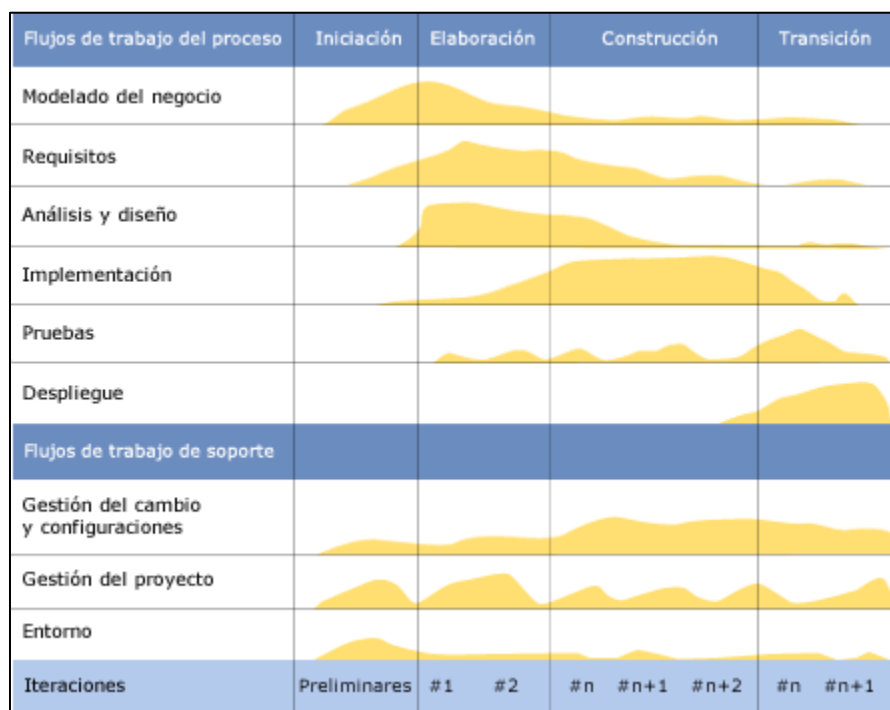 Flujos de trabajo del proceso Iniciación Elaboración Construcción Transición
Modelado del negocio
Requisitos
Análisis y diseño
Implementación
Pruebas
Despliegue
Flujos de trabajo de soporte
Gestión del cambio
y configuraciones
Gestión del proyecto
Entorno
Iteraciones Preliminares #1 #2 #n #n+1 #n+2 #n #n+1